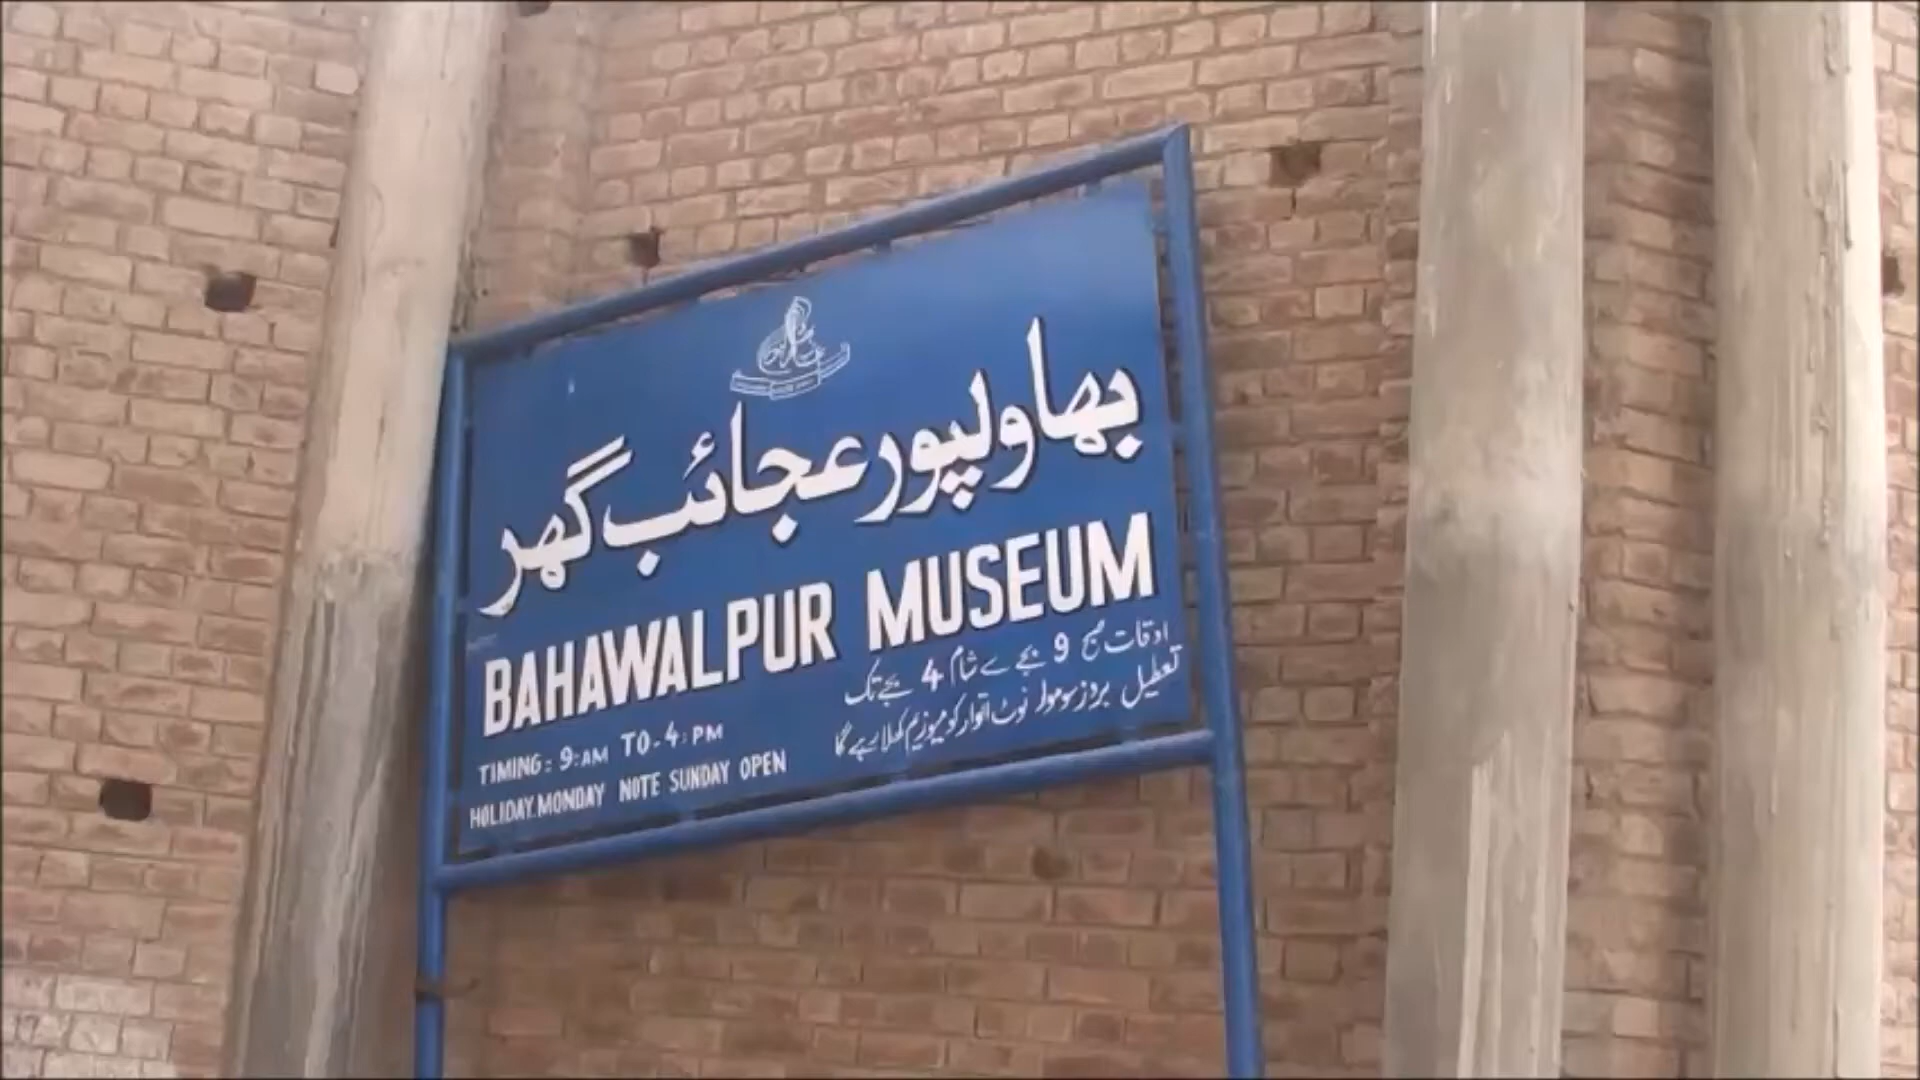 بھاولپور عجائب گھر
BAHAWALPUR MUSEUM
اوقات صبح 9 بجے سے شام 4 بجے تک
تعطیل بروز سوموار نوٹ اتوار کو میوزیم کھلا رہے گا
TIMING: 9:AM TO-4:PM
HOLIDAY.MONDAY NOTE SUNDAY OPEN